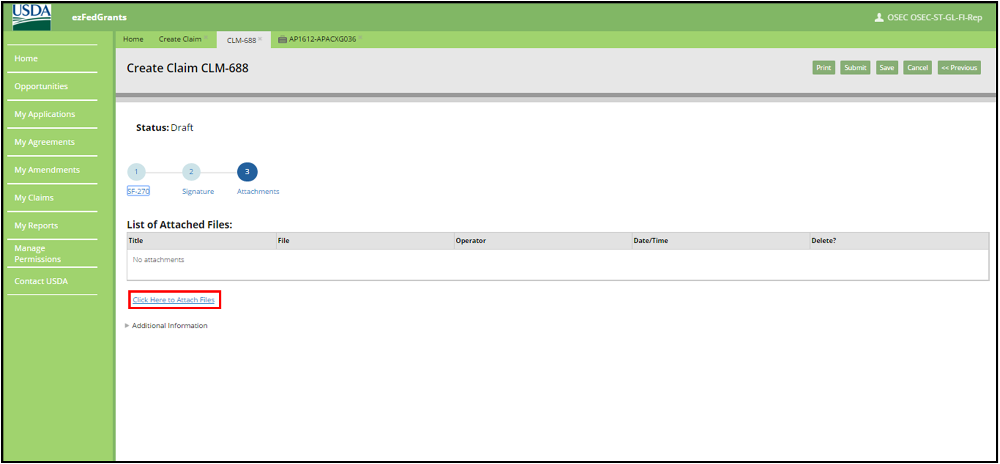 USDA
ezFedGrants
OSEC OSEC-ST-GL-FI-Rep
Home
Create Claim
CLM-688
AP1612-APACXG036
Home
Opportunities
My Applications
My Agreements
My Amendments
My Claims
My Reports
Manage
Permissions
Contact USDA
Create Claim CLM-688
Print
Submit
Save
Cancel
<< Previous
Status: Draft
1
2
3
SF-270
Signature
Attachments
List of Attached Files:
Title
File
Operator
Date/Time
Delete?
No attachments
Click Here to Attach Files
Additional Information